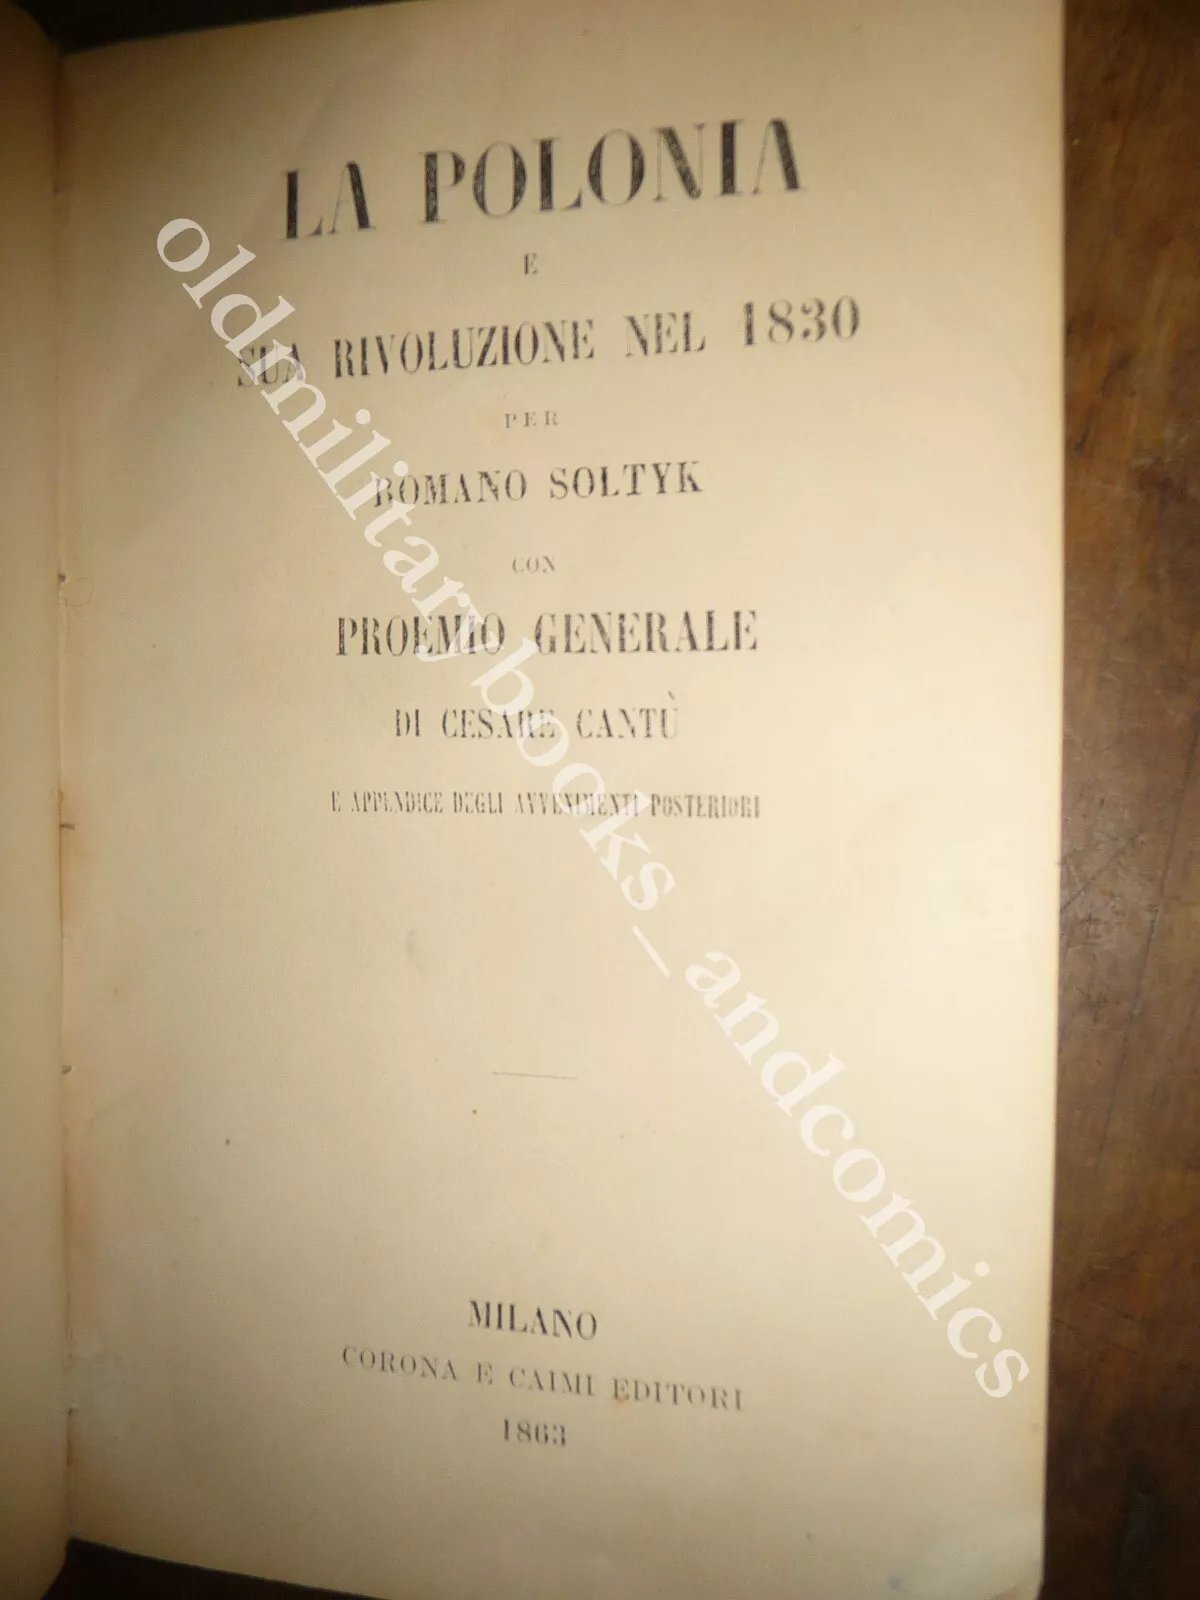 LA POLONIA
E
SUA RIVOLUZIONE NEL 1830
PER
ROMANO SOLTYK
CON
PROEMIO GENERALE
DI CESARE CANTÙ
E APPENDICE DEGLI AVVENIMENTI POSTERIORI
MILANO
CORONA E CAIMI EDITORI
1863
oldmilitarybooks_andcomics